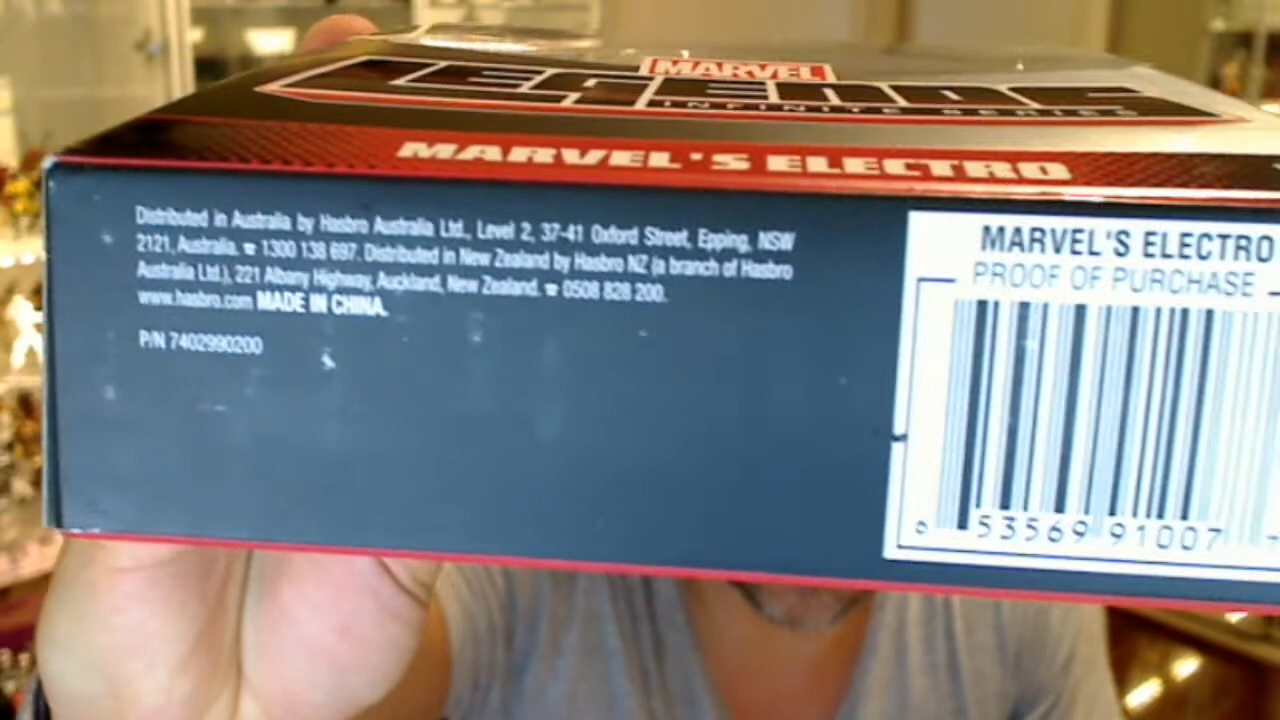 MARVEL
LEGENDS
INFINITE SERIES
MARVEL'S ELECTRO
Distributed in Australia by Hasbro Australia Ltd., Level 2, 37-41 Oxford Street, Epping, NSW
2121, Australia. ☎ 1300 138 697. Distributed in New Zealand by Hasbro NZ (a branch of Hasbro
Australia Ltd.), 221 Albany Highway, Auckland, New Zealand. ☎ 0508 828 200.
www.hasbro.com MADE IN CHINA.
P/N 7402990200
MARVEL'S ELECTRO
PROOF OF PURCHASE
6 53569 91007